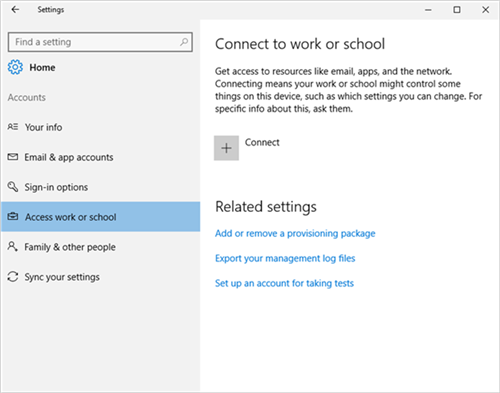 Settings
Find a setting
Home
Accounts
Your info
Email & app accounts
Sign-in options
Access work or school
Family & other people
Sync your settings
Connect to work or school
Get access to resources like email, apps, and the network.
Connecting means your work or school might control some
things on this device, such as which settings you can change. For
specific info about this, ask them.
Connect
Related settings
Add or remove a provisioning package
Export your management log files
Set up an account for taking tests